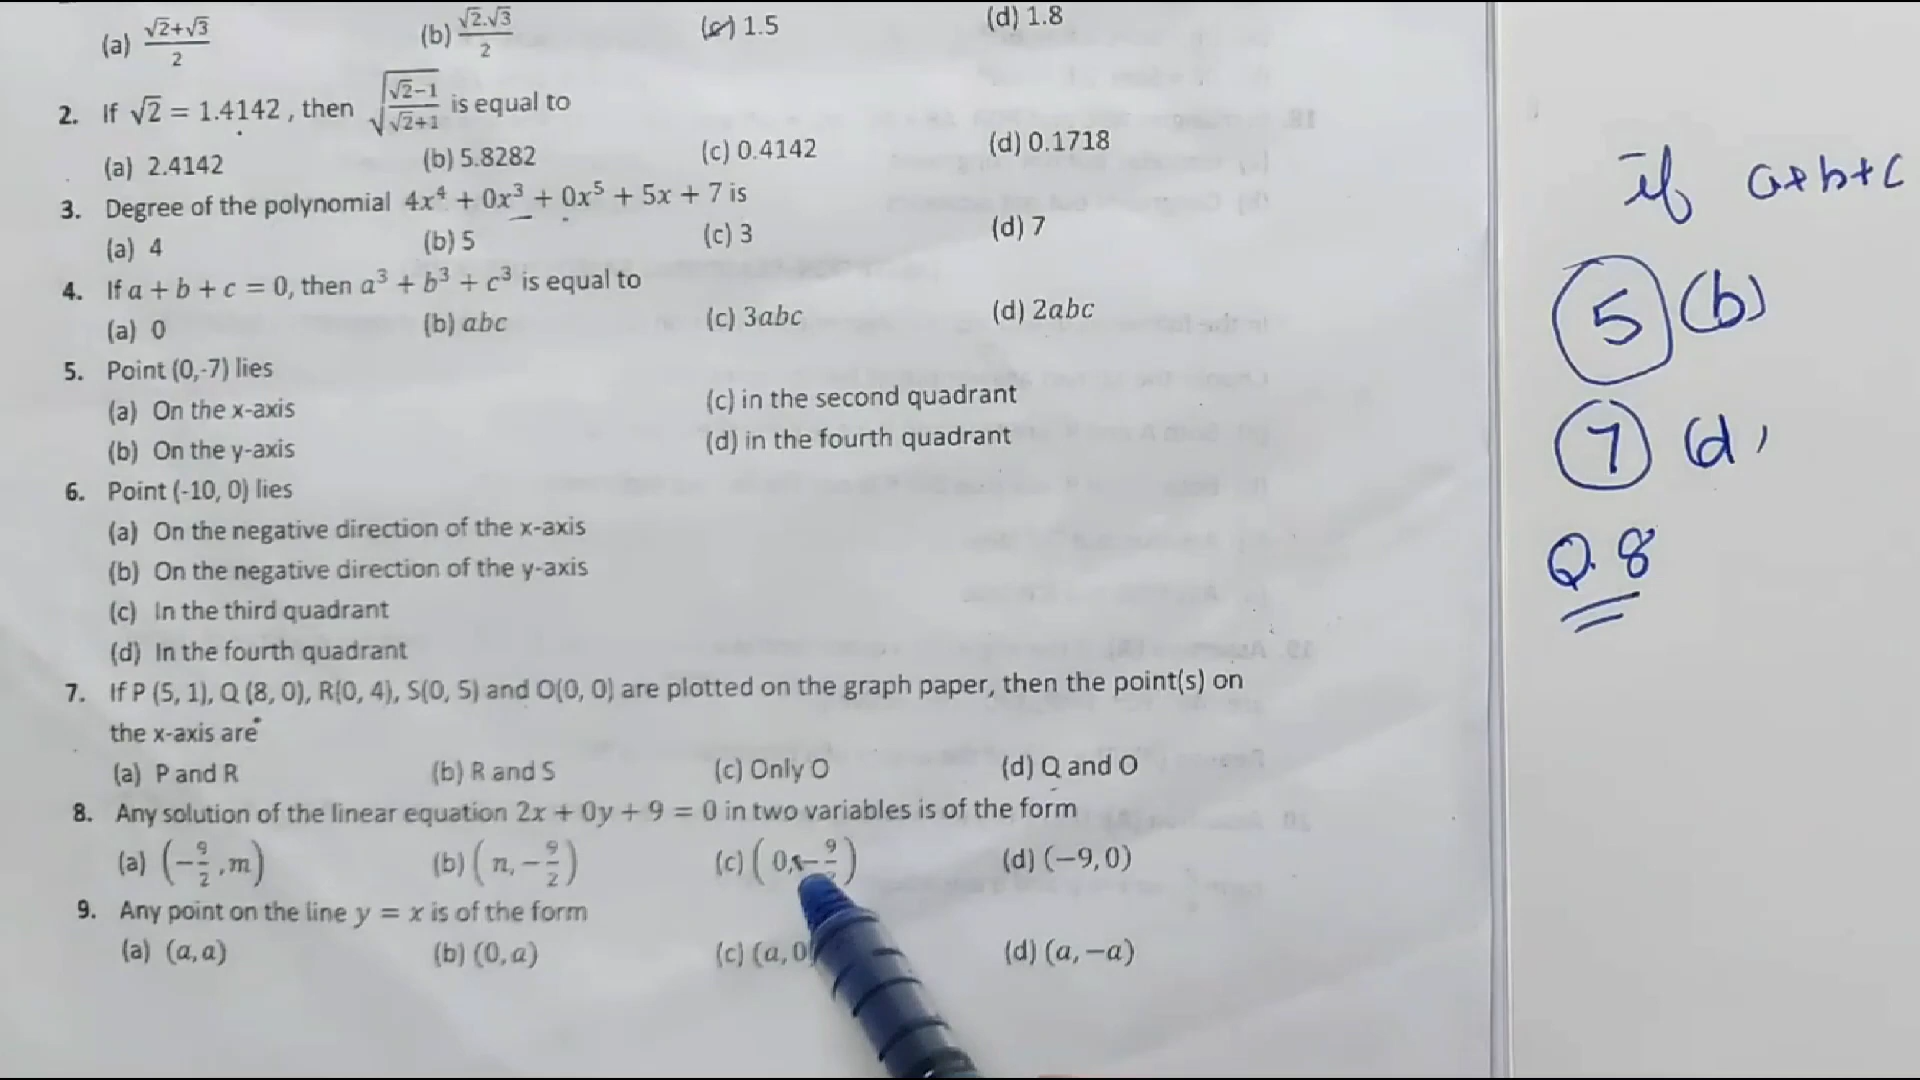 (a) √2+√3/2 (b) √2.√3/2 (c) 1.5 (d) 1.8
2. If √2 = 1.4142 , then √(√2−1/√2+1) is equal to
(a) 2.4142 (b) 5.8282 (c) 0.4142 (d) 0.1718
3. Degree of the polynomial 4x⁴ + 0x³ + 0x⁵ + 5x + 7 is
(a) 4 (b) 5 (c) 3 (d) 7
4. If a + b + c = 0, then a³ + b³ + c³ is equal to
(a) 0 (b) abc (c) 3abc (d) 2abc
5. Point (0,-7) lies
(a) On the x-axis (c) in the second quadrant
(b) On the y-axis (d) in the fourth quadrant
6. Point (-10, 0) lies
(a) On the negative direction of the x-axis
(b) On the negative direction of the y-axis
(c) In the third quadrant
(d) In the fourth quadrant
7. If P (5, 1), Q (8, 0), R(0, 4), S(0, 5) and O(0, 0) are plotted on the graph paper, then the point(s) on
the x-axis are
(a) P and R (b) R and S (c) Only O (d) Q and O
8. Any solution of the linear equation 2x + 0y + 9 = 0 in two variables is of the form
(a) (−9/2 , m) (b) (n, −9/2) (c) (0, −9/ ) (d) (−9, 0)
9. Any point on the line y = x is of the form
(a) (a, a) (b) (0, a) (c) (a, 0 (d) (a, −a)
if a+b+c
5 (b)
7 (d)
Q. 8